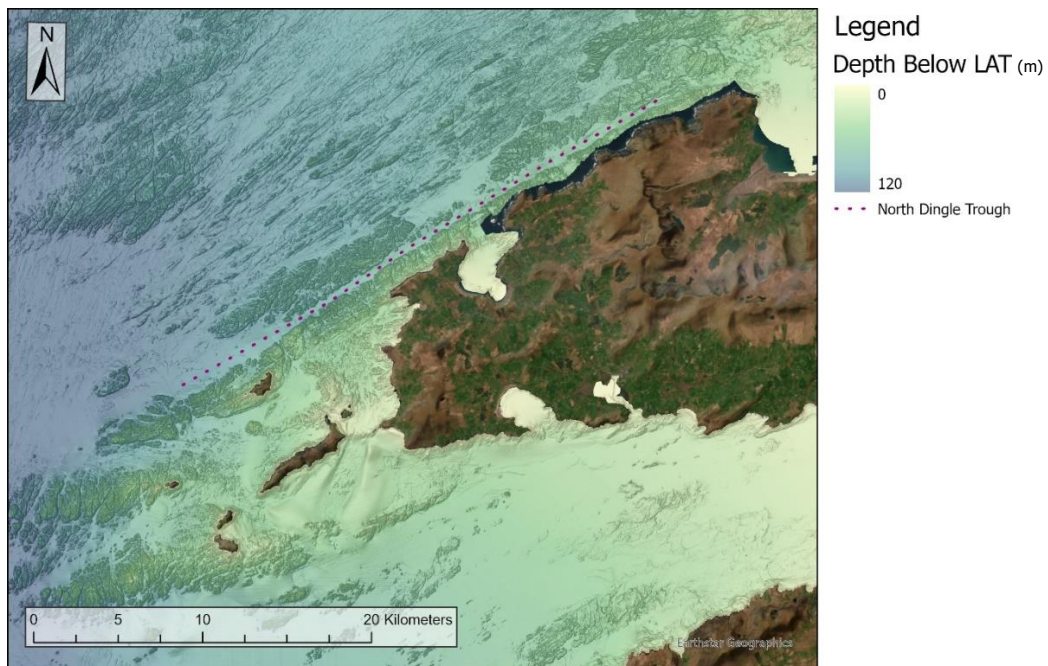 N
Legend
Depth Below LAT (m)
0
120
North Dingle Trough
0 5 10 20 Kilometers
Earthstar Geographics